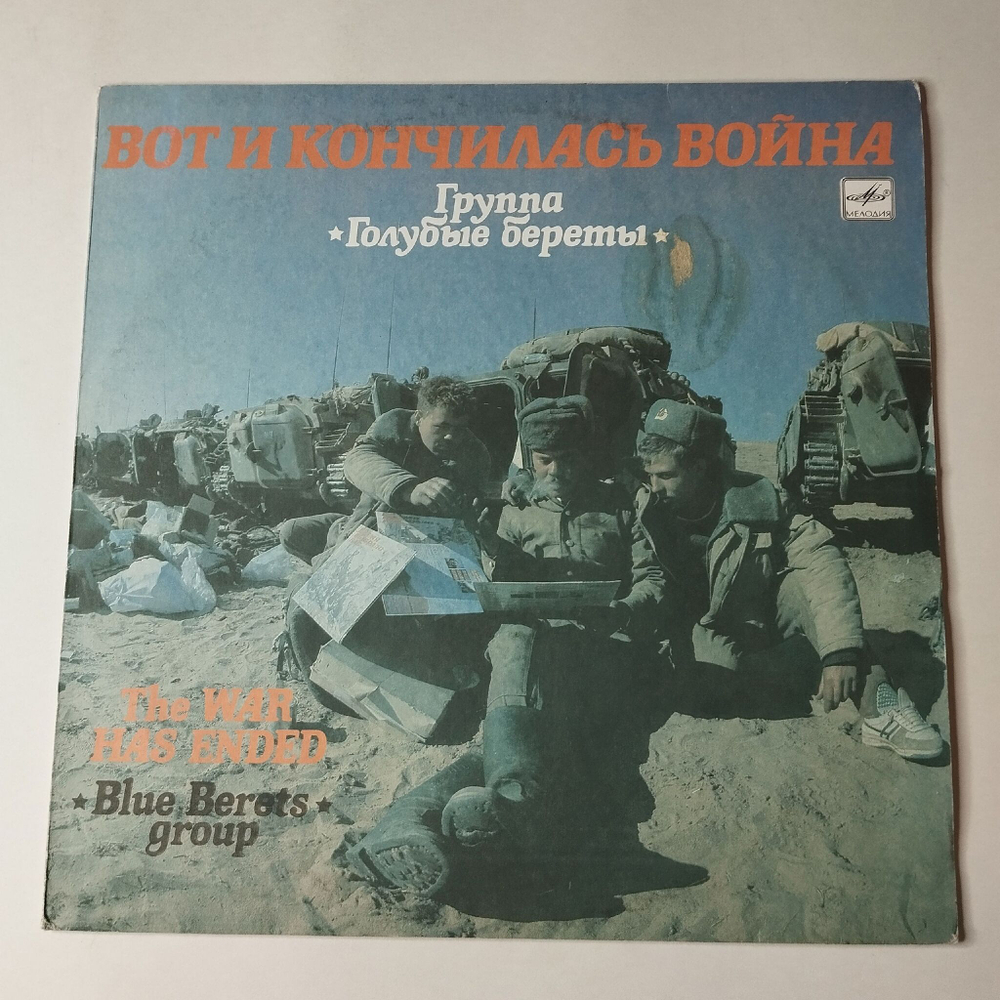 ВОТ И КОНЧИЛАСЬ ВОЙНА
Группа
★Голубые береты★
МЕЛОДИЯ
The WAR
HAS ENDED
★Blue Berets★
group